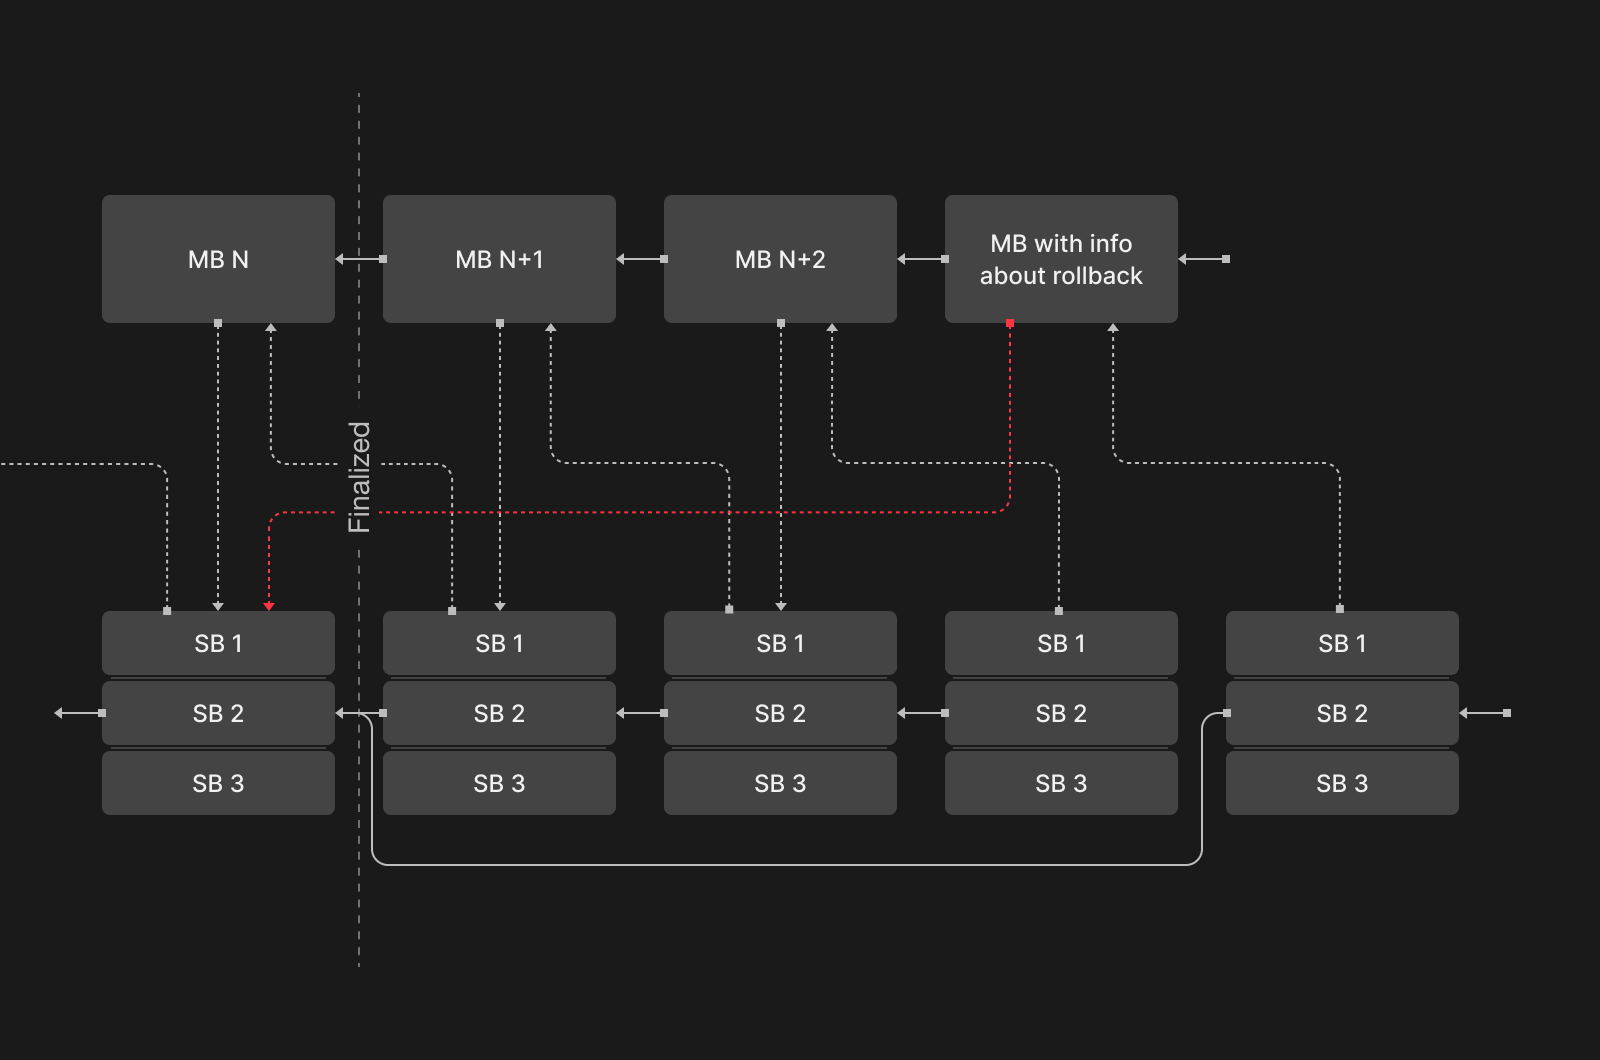 MB N
MB N+1
MB N+2
MB with info
about rollback
Finalized
SB 1
SB 1
SB 1
SB 1
SB 1
SB 2
SB 2
SB 2
SB 2
SB 2
SB 3
SB 3
SB 3
SB 3
SB 3